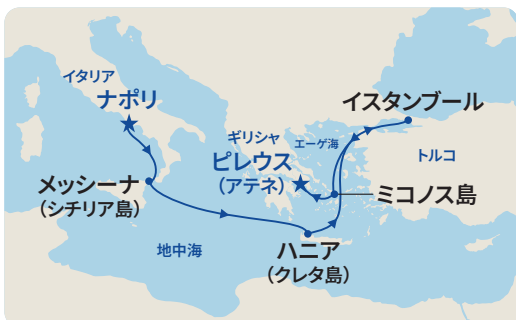 イタリア
ナポリ
イスタンブール
ギリシャ
エーゲ海
ピレウス
（アテネ）
トルコ
メッシーナ
（シチリア島）
ミコノス島
地中海
ハニア
（クレタ島）